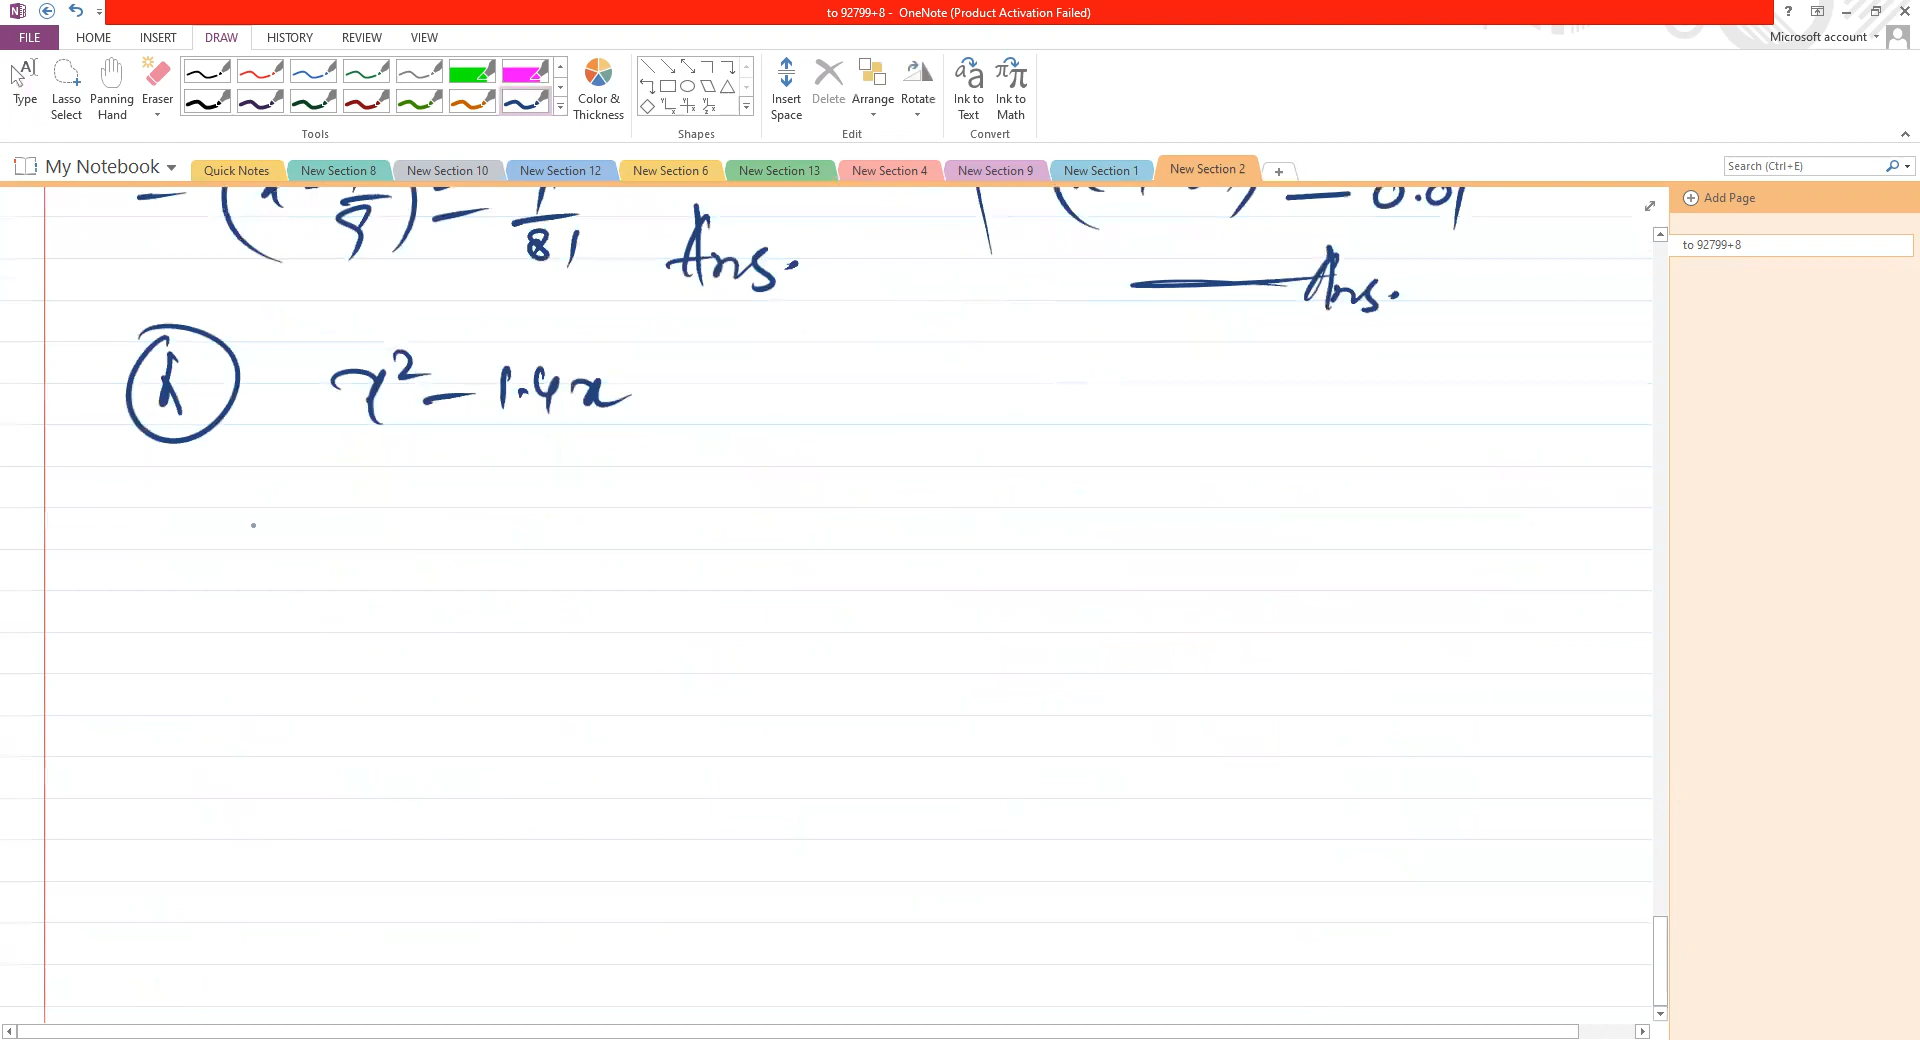 to 92799+8 - OneNote (Product Activation Failed)
?
FILE HOME INSERT DRAW HISTORY REVIEW VIEW
Microsoft account
Type
Lasso Select
Panning Hand
Eraser
Color & Thickness
Insert Space
Delete
Arrange
Rotate
Ink to Text
Ink to Math
Tools
Shapes
Edit
Convert
My Notebook
Quick Notes
New Section 8
New Section 10
New Section 12
New Section 6
New Section 13
New Section 4
New Section 9
New Section 1
New Section 2
Search (Ctrl+E)
Add Page
to 92799+8
81
Ans.
- 0.01
Ans.
x² - 1.4x